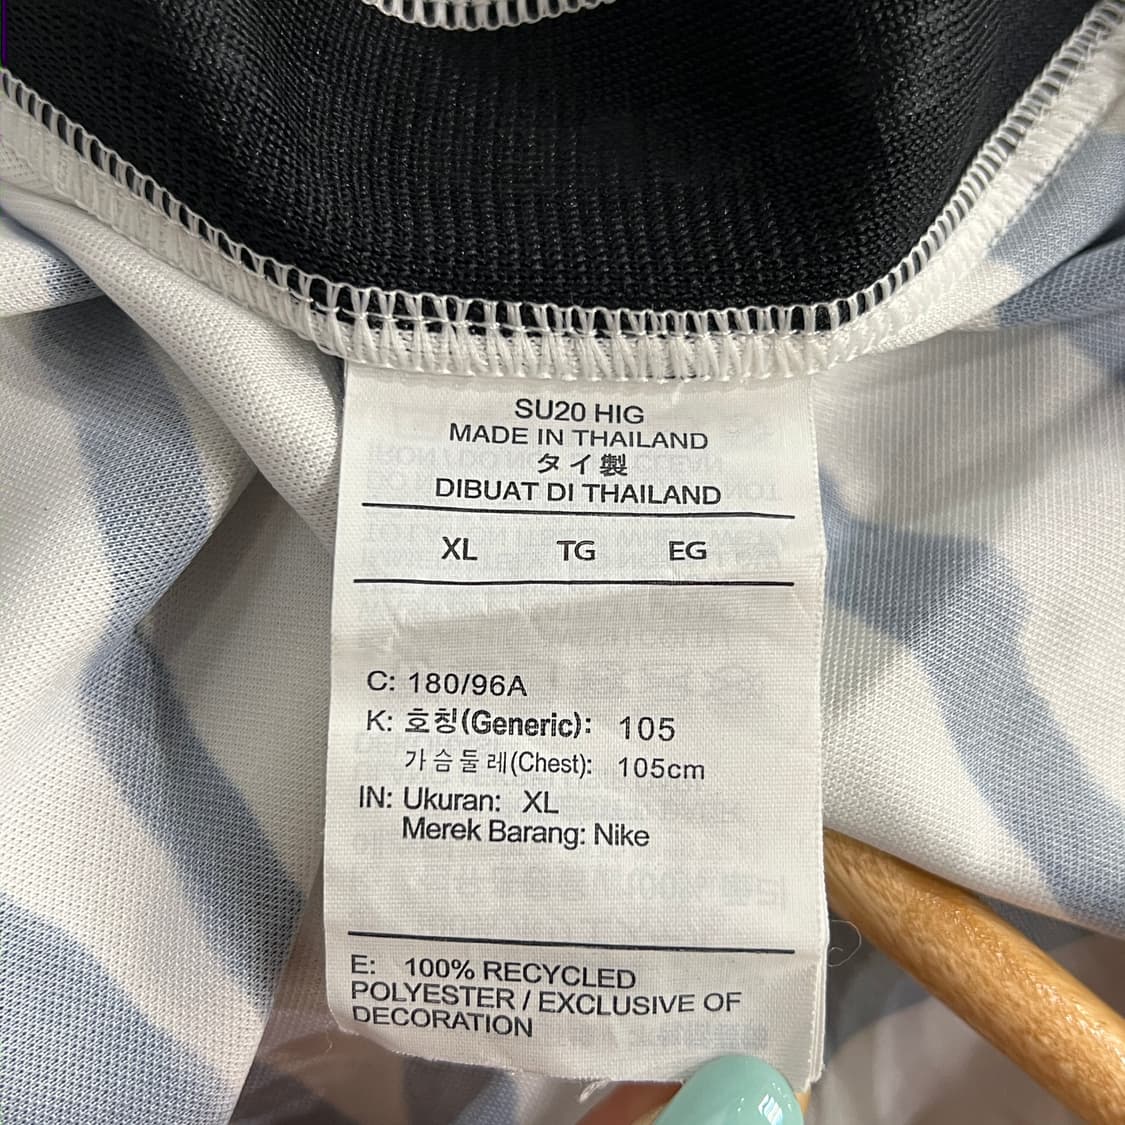 SU20 HIG
MADE IN THAILAND
タイ製
DIBUAT DI THAILAND
XL TG EG
C: 180/96A
K: 호칭(Generic): 105
가슴둘레(Chest): 105cm
IN: Ukuran: XL
Merek Barang: Nike
E: 100% RECYCLED
POLYESTER / EXCLUSIVE OF
DECORATION